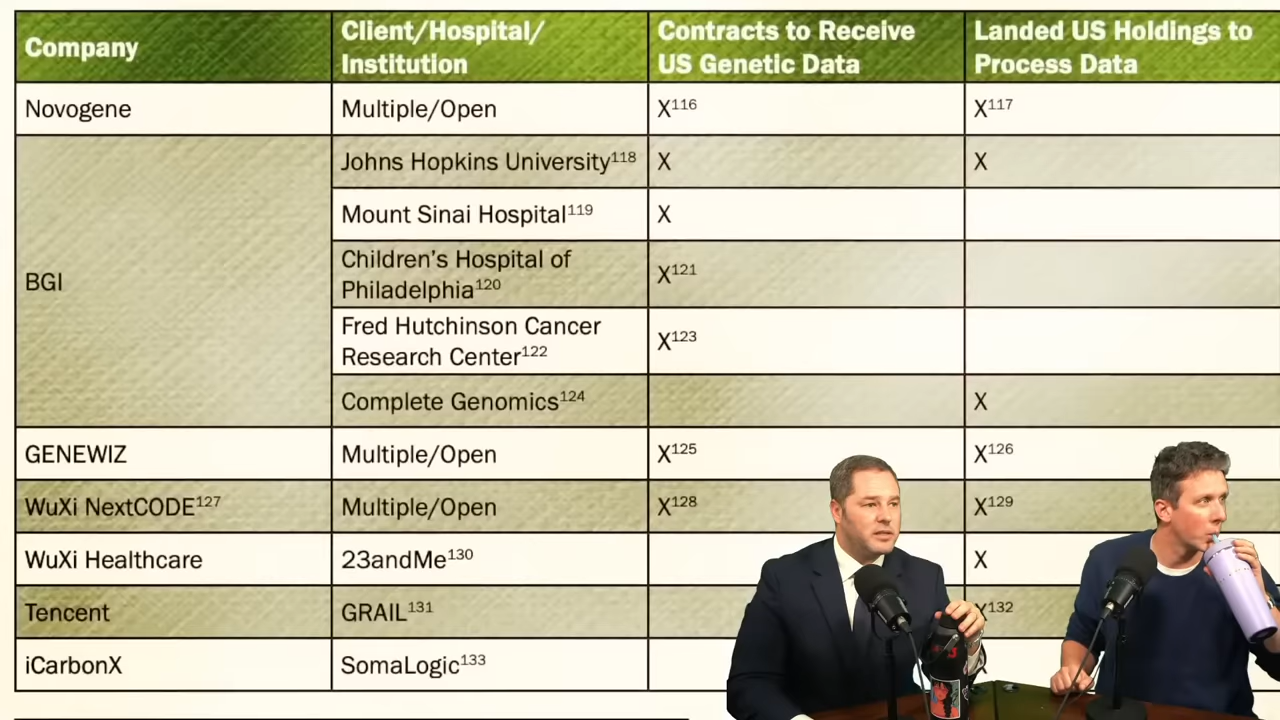 Company
Client/Hospital/
Institution
Contracts to Receive
US Genetic Data
Landed US Holdings to
Process Data
Novogene
Multiple/Open
X116
X117
BGI
Johns Hopkins University118
X
X
Mount Sinai Hospital119
X
Children’s Hospital of
Philadelphia120
X121
Fred Hutchinson Cancer
Research Center122
X123
Complete Genomics124
X
GENEWIZ
Multiple/Open
X125
X126
WuXi NextCODE127
Multiple/Open
X128
X129
WuXi Healthcare
23andMe130
X
Tencent
GRAIL131
X132
iCarbonX
SomaLogic133